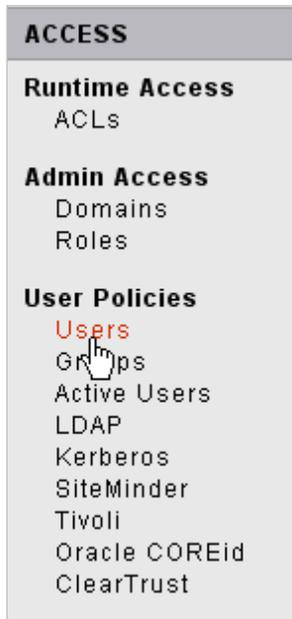 ACCESS
Runtime Access
ACLs
Admin Access
Domains
Roles
User Policies
Users
Groups
Active Users
LDAP
Kerberos
SiteMinder
Tivoli
Oracle COREid
ClearTrust